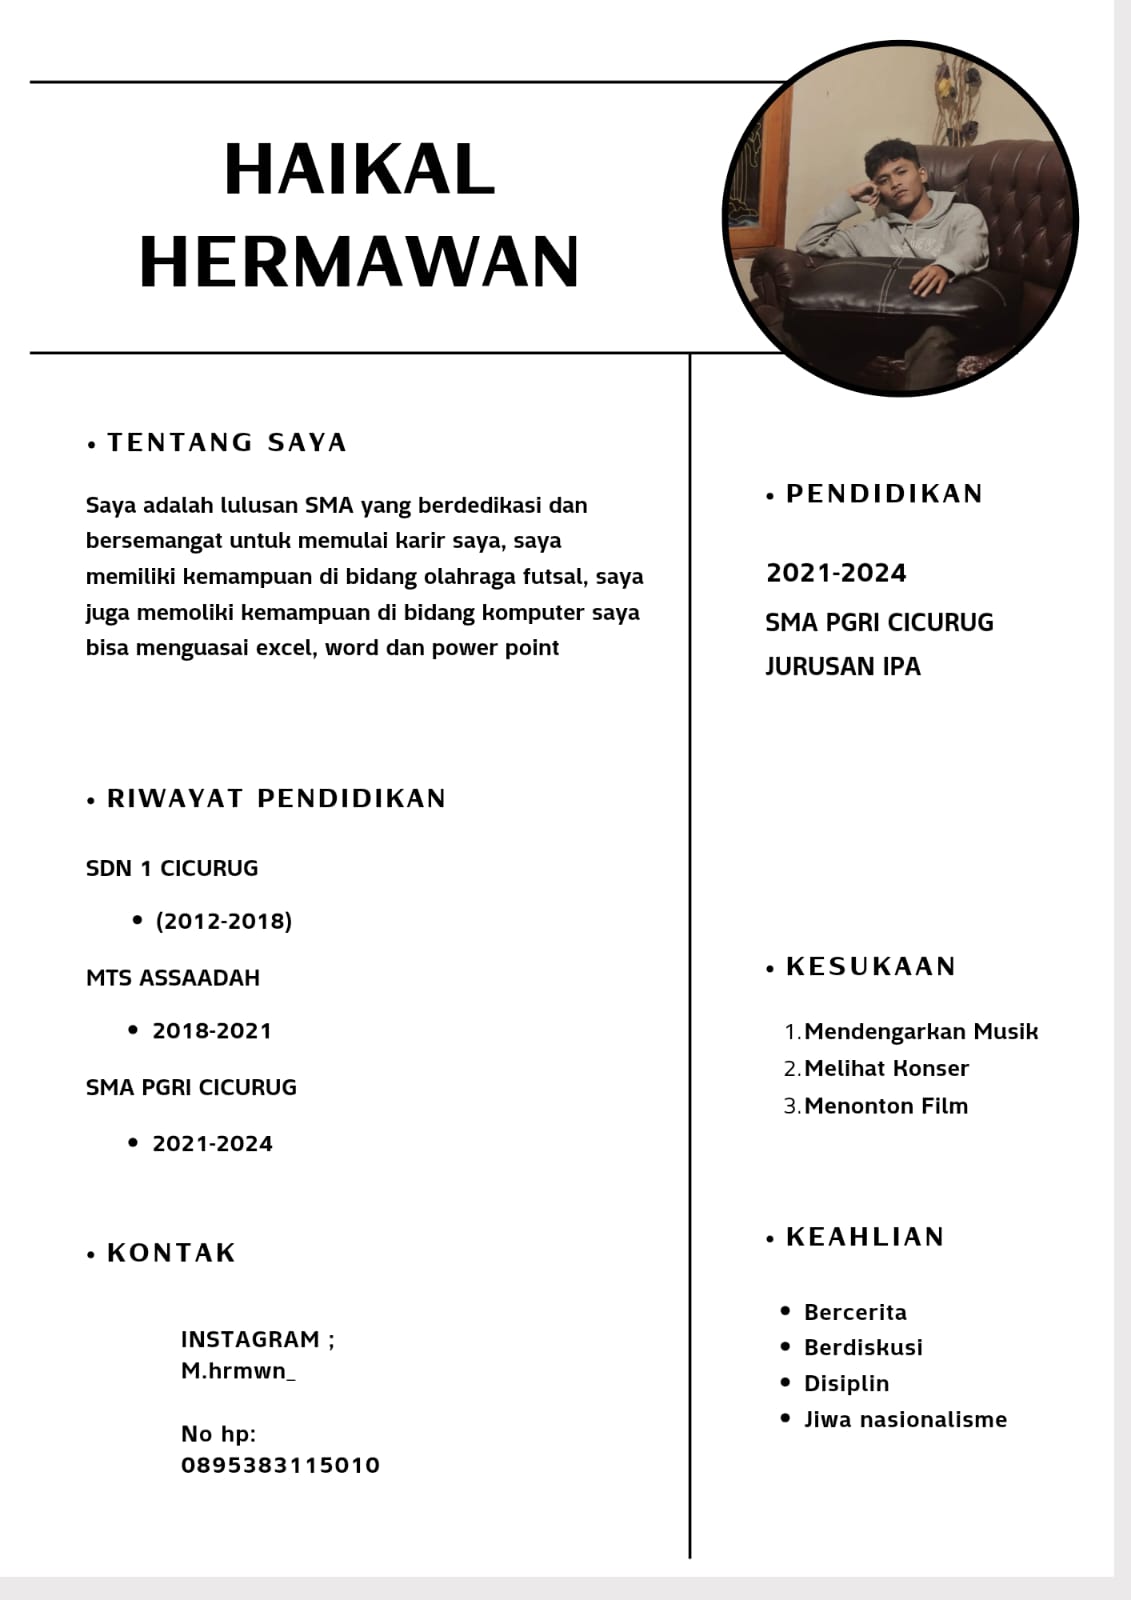 HAIKAL
HERMAWAN
• TENTANG SAYA
Saya adalah lulusan SMA yang berdedikasi dan
bersemangat untuk memulai karir saya, saya
memiliki kemampuan di bidang olahraga futsal, saya
juga memoliki kemampuan di bidang komputer saya
bisa menguasai excel, word dan power point
• RIWAYAT PENDIDIKAN
SDN 1 CICURUG
• (2012-2018)
MTS ASSAADAH
• 2018-2021
SMA PGRI CICURUG
• 2021-2024
• KONTAK
INSTAGRAM ;
M.hrmwn_
No hp:
0895383115010
• PENDIDIKAN
2021-2024
SMA PGRI CICURUG
JURUSAN IPA
• KESUKAAN
1. Mendengarkan Musik
2. Melihat Konser
3. Menonton Film
• KEAHLIAN
• Bercerita
• Berdiskusi
• Disiplin
• Jiwa nasionalisme